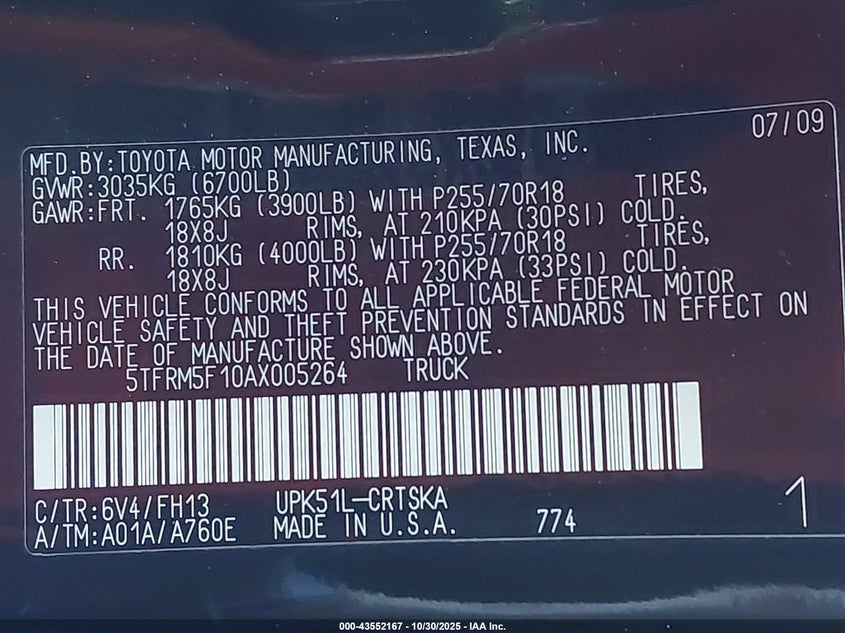 07/09
MFD.BY:TOYOTA MOTOR MANUFACTURING, TEXAS, INC.
GVWR:3035KG (6700LB)
GAWR:FRT. 1765KG (3900LB) WITH P255/70R18 TIRES,
18X8J RIMS, AT 210KPA (30PSI) COLD.
RR. 1810KG (4000LB) WITH P255/70R18 TIRES,
18X8J RIMS, AT 230KPA (33PSI) COLD.
THIS VEHICLE CONFORMS TO ALL APPLICABLE FEDERAL MOTOR
VEHICLE SAFETY AND THEFT PREVENTION STANDARDS IN EFFECT ON
THE DATE OF MANUFACTURE SHOWN ABOVE.
5TFRM5F10AX005264 TRUCK
C/TR:6V4/FH13 UPK51L-CRTSKA
A/TM:A01A/A760E MADE IN U.S.A. 774 1
000-43552167 - 10/30/2025 - IAA Inc.